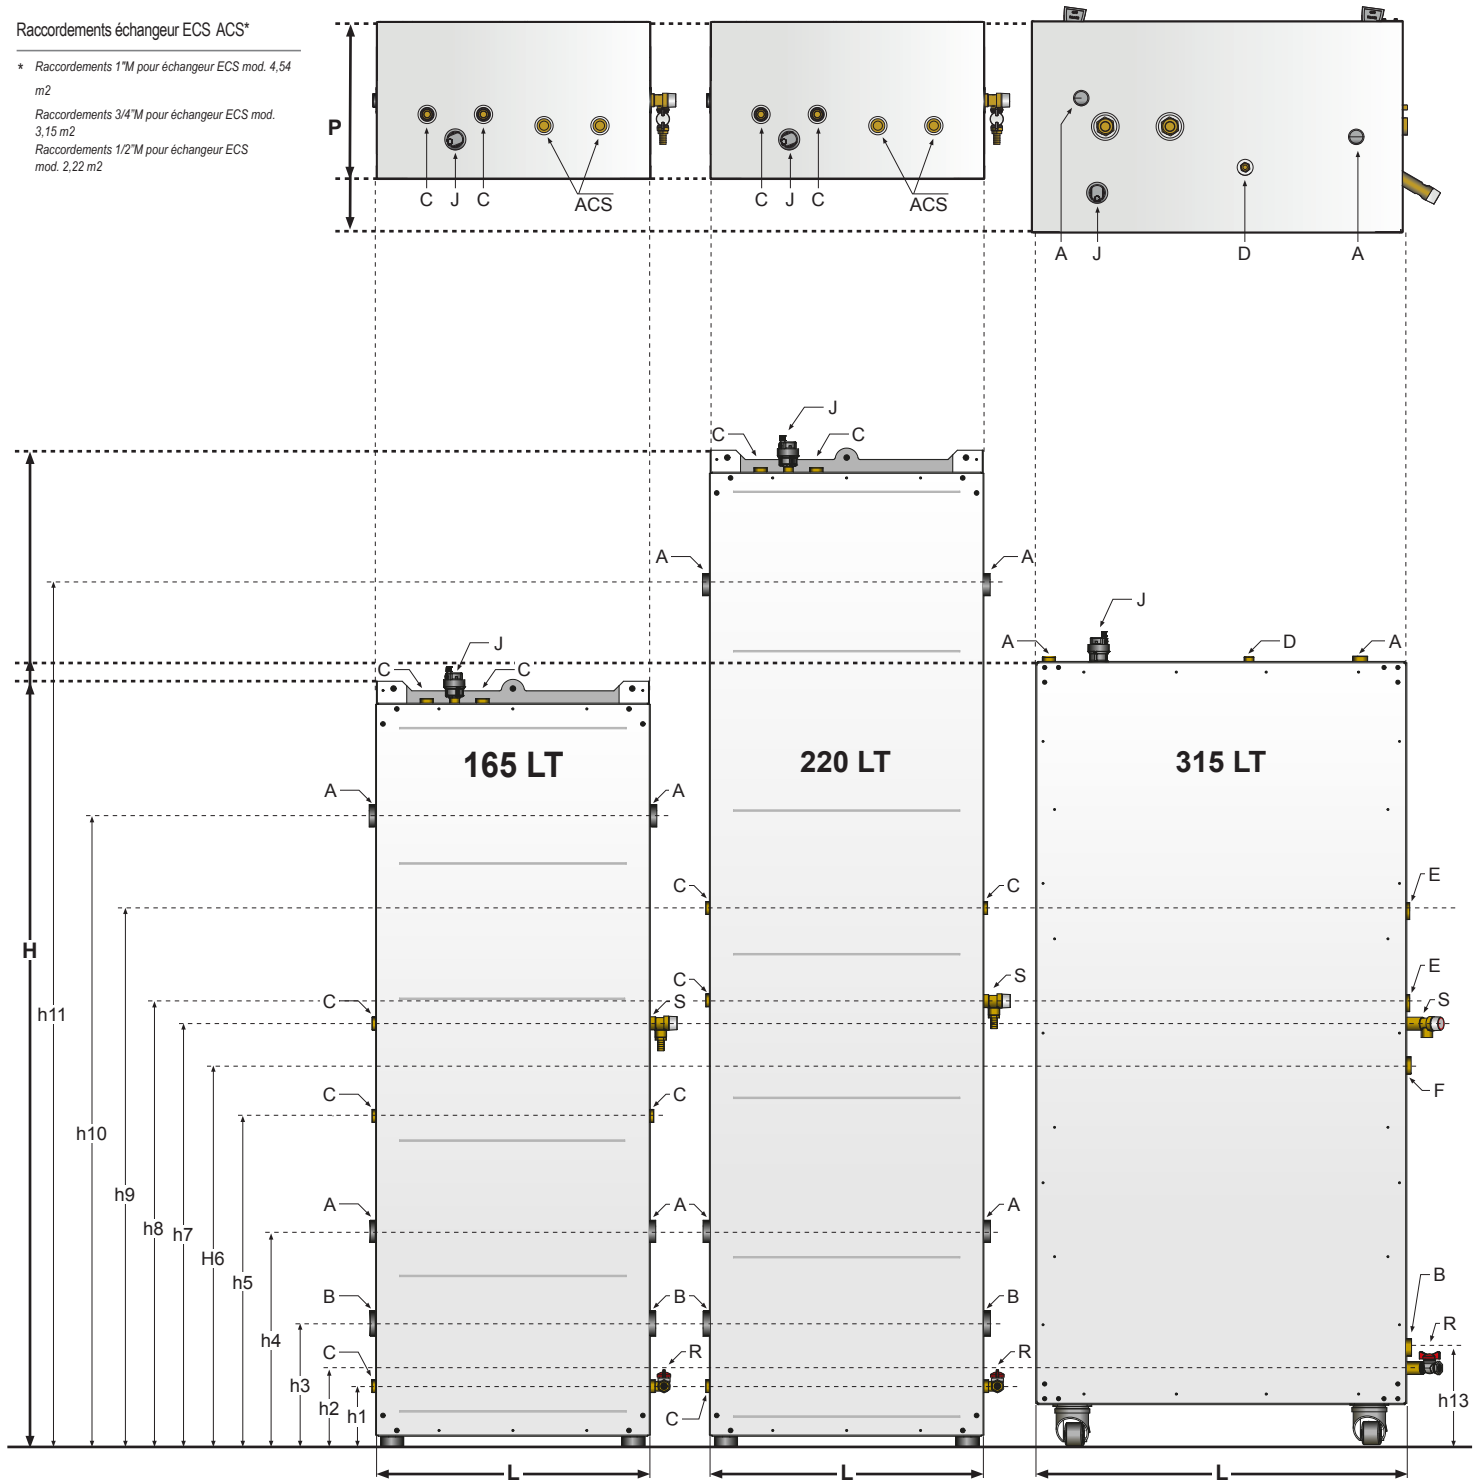 Raccordements échangeur ECS ACS*
* Raccordements 1"M pour échangeur ECS mod. 4,54
m2
Raccordements 3/4"M pour échangeur ECS mod.
3,15 m2
Raccordements 1/2"M pour échangeur ECS
mod. 2,22 m2
P
C J C ACS
C J C ACS
A J D A
J
C C
A A
J
A D A
J
C C
165 LT 220 LT 315 LT
A A
C C E
H
C S E
h11
C S S
F
C C
h10
h9
h8
h7
H6
A A A
h5
B B B B
h4
C R R R
h3
h2
h1
C
h13
L L L